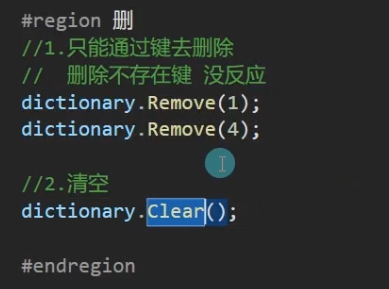 #region 删
//1.只能通过键去删除
//  删除不存在键 没反应
dictionary.Remove(1);
dictionary.Remove(4);
//2.清空
dictionary.Clear();
#endregion